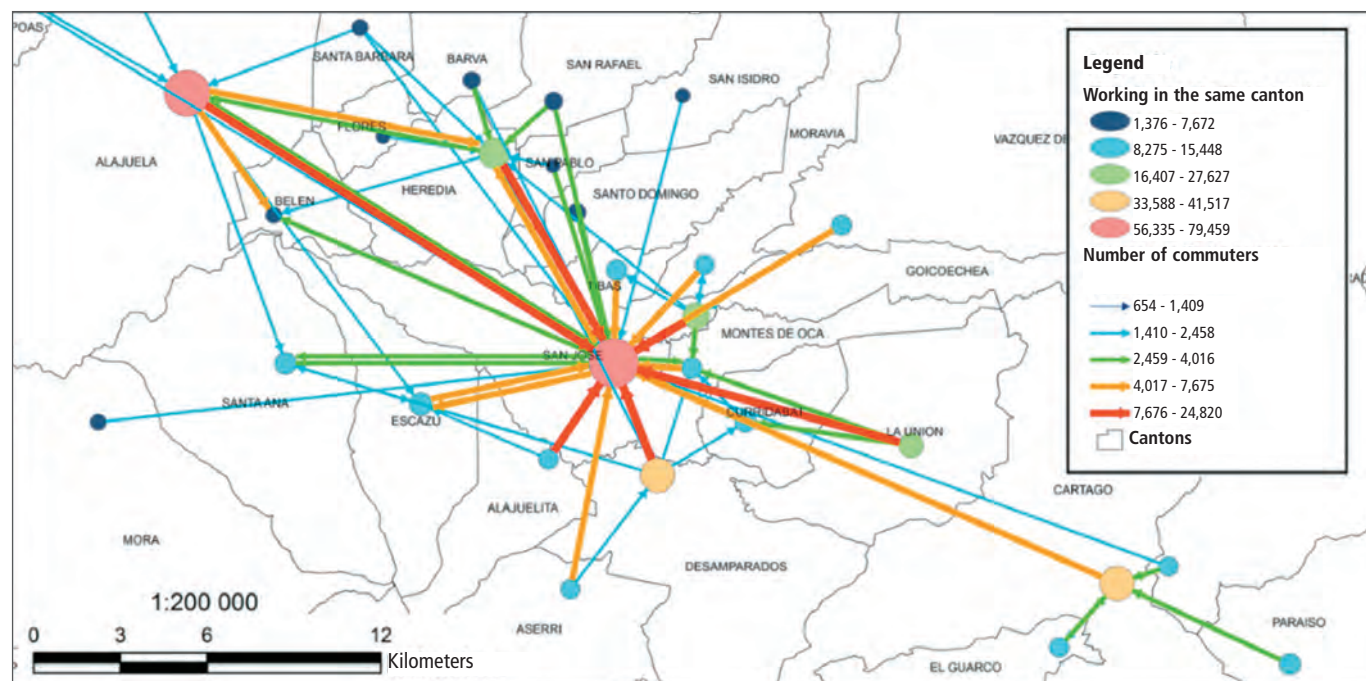 POAS
SANTA BARBARA
BARVA
SAN RAFAEL
SAN ISIDRO
MORAVIA
VAZQUEZ DE
ALAJUELA
FLORES
SAN PABLO
HEREDIA
SANTO DOMINGO
BELEN
GOICOECHEA
TIBAS
MONTES DE OCA
SAN JOSE
SANTA ANA
ESCAZU
CURRIDABAT
LA UNION
CARTAGO
ALAJUELITA
MORA
DESAMPARADOS
ASERRI
PARAISO
EL GUARCO
1:200 000
0 3 6 12
Kilometers
Legend
Working in the same canton
1,376 - 7,672
8,275 - 15,448
16,407 - 27,627
33,588 - 41,517
56,335 - 79,459
Number of commuters
654 - 1,409
1,410 - 2,458
2,459 - 4,016
4,017 - 7,675
7,676 - 24,820
Cantons